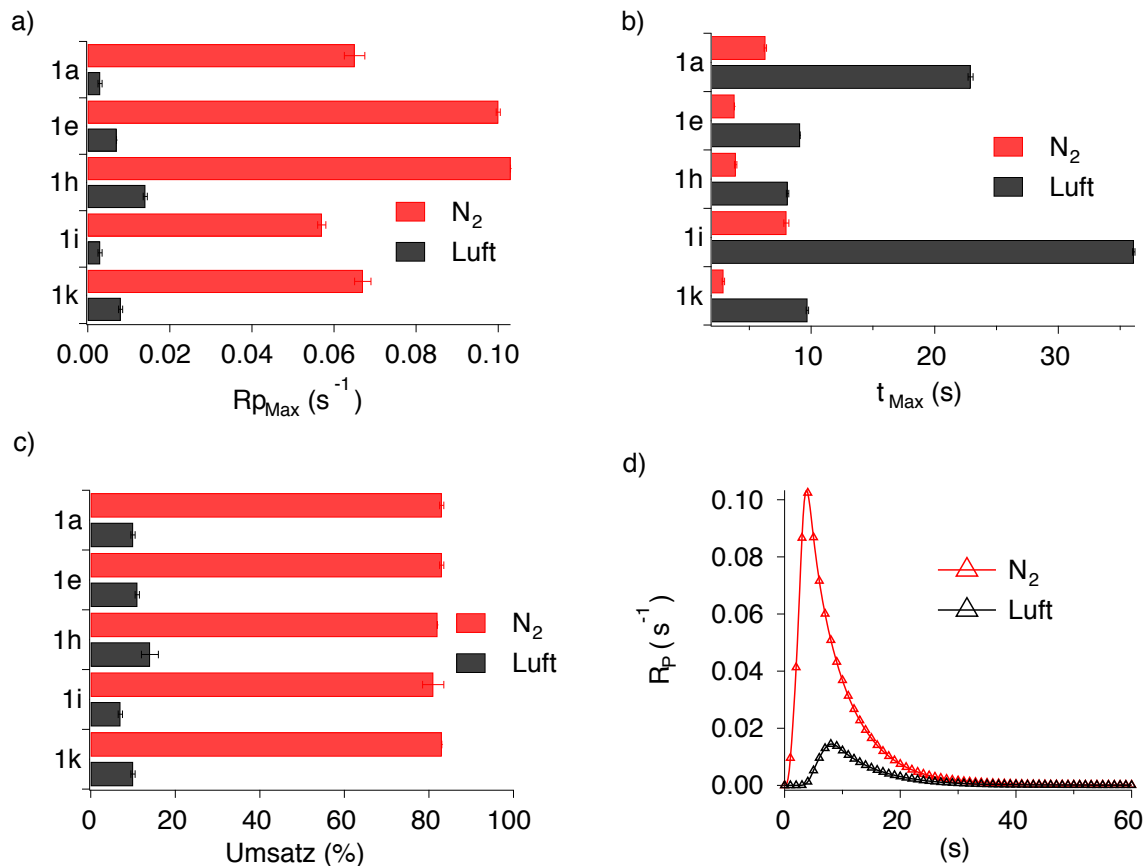 a)
1a
1e
1h
1i
1k
N2
Luft
0.00 0.02 0.04 0.06 0.08 0.10
RpMax (s-1)
b)
1a
1e
1h
1i
1k
N2
Luft
10 20 30
t Max (s)
c)
1a
1e
1h
1i
1k
N2
Luft
0 20 40 60 80 100
Umsatz (%)
d)
RP ( s-1)
0.10
0.08
0.06
0.04
0.02
0.00
N2
Luft
0 20 40 60
(s)